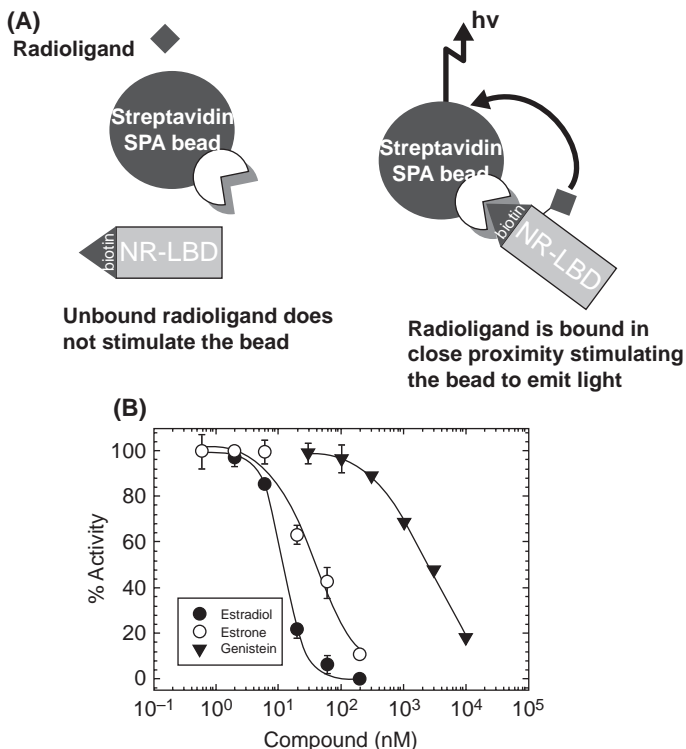 (A)
Radioligand
Streptavidin
SPA bead
biotin
NR-LBD
Unbound radioligand does
not stimulate the bead
hν
Streptavidin
SPA bead
biotin
NR-LBD
Radioligand is bound in
close proximity stimulating
the bead to emit light
(B)
% Activity
100
80
60
40
20
0
Estradiol
Estrone
Genistein
10⁻¹ 10⁰ 10¹ 10² 10³ 10⁴ 10⁵
Compound (nM)